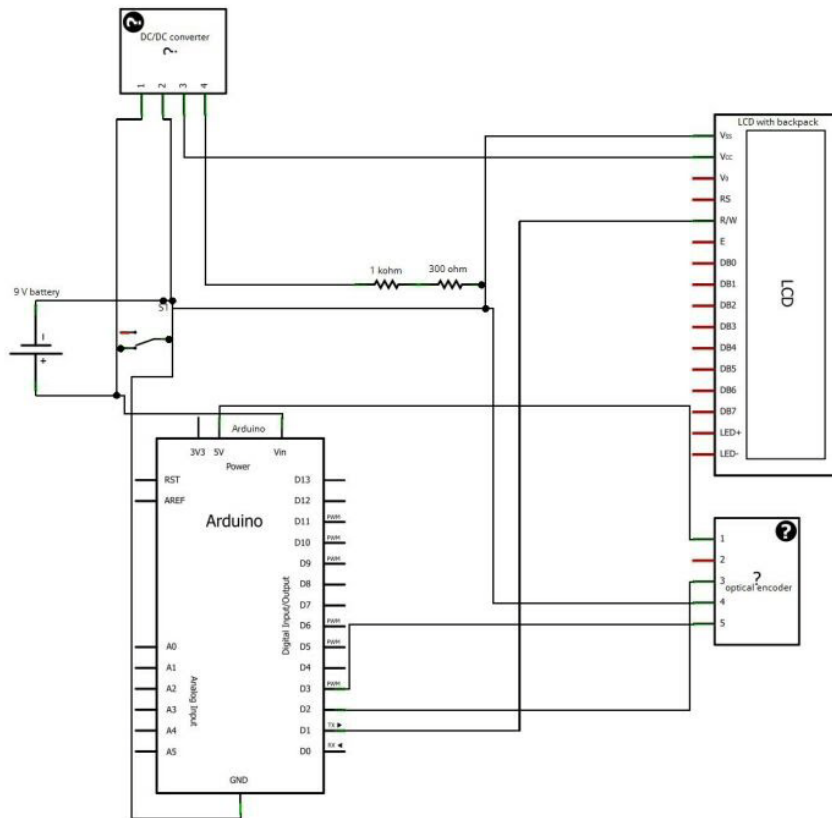 ?
DC/DC converter
?
1 2 3 4
LCD with backpack
Vss
Vcc
V0
RS
R/W
E
DB0
DB1
DB2
DB3
DB4
DB5
DB6
DB7
LED+
LED-
LCD
1 kohm 300 ohm
9 V battery
S1
Arduino
3V3 5V Vin
Power
RST
AREF
Arduino
D13
D12
D11 PWM
D10 PWM
D9 PWM
D8
D7
D6 PWM
D5 PWM
D4
D3 PWM
D2
D1 TX
D0 RX
Digital Input/Output
Analog Input
A0
A1
A2
A3
A4
A5
GND
?
1
2
3
4
5
?
optical encoder